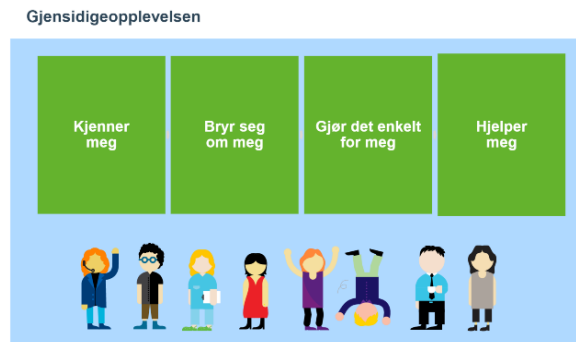 Gjensidigeopplevelsen
Kjenner
meg
Bryr seg
om meg
Gjør det enkelt
for meg
Hjelper
meg